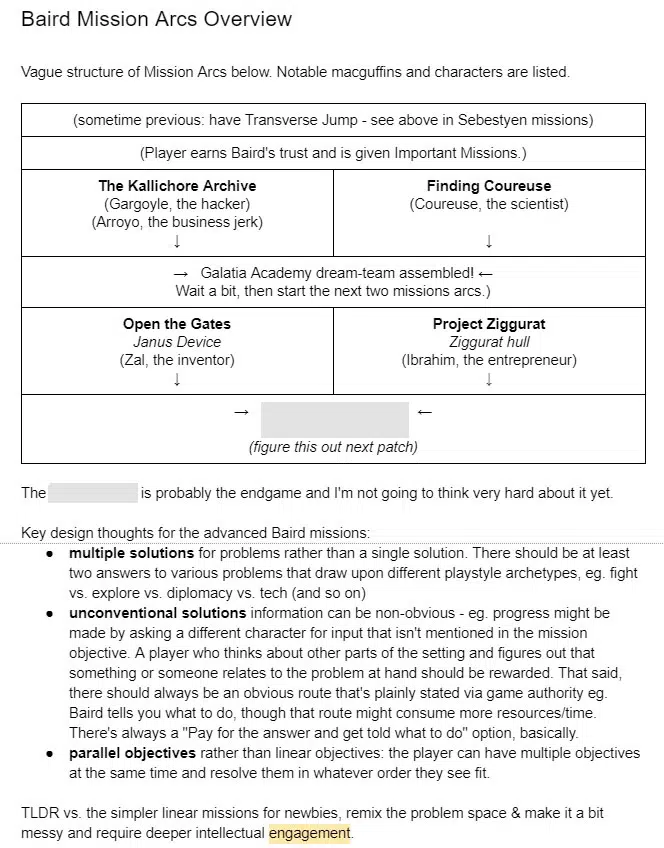 Baird Mission Arcs Overview
Vague structure of Mission Arcs below. Notable macguffins and characters are listed.
(sometime previous: have Transverse Jump - see above in Sebestyen missions)
(Player earns Baird's trust and is given Important Missions.)
The Kallichore Archive
(Gargoyle, the hacker)
(Arroyo, the business jerk)
↓
Finding Coureuse
(Coureuse, the scientist)
↓
→ Galatia Academy dream-team assembled! ←
Wait a bit, then start the next two missions arcs.)
Open the Gates
Janus Device
(Zal, the inventor)
↓
Project Ziggurat
Ziggurat hull
(Ibrahim, the entrepreneur)
↓
→ ←
(figure this out next patch)
The is probably the endgame and I'm not going to think very hard about it yet.
Key design thoughts for the advanced Baird missions:
● multiple solutions for problems rather than a single solution. There should be at least
two answers to various problems that draw upon different playstyle archetypes, eg. fight
vs. explore vs. diplomacy vs. tech (and so on)
● unconventional solutions information can be non-obvious - eg. progress might be
made by asking a different character for input that isn't mentioned in the mission
objective. A player who thinks about other parts of the setting and figures out that
something or someone relates to the problem at hand should be rewarded. That said,
there should always be an obvious route that's plainly stated via game authority eg.
Baird tells you what to do, though that route might consume more resources/time.
There's always a "Pay for the answer and get told what to do" option, basically.
● parallel objectives rather than linear objectives: the player can have multiple objectives
at the same time and resolve them in whatever order they see fit.
TLDR vs. the simpler linear missions for newbies, remix the problem space & make it a bit
messy and require deeper intellectual engagement.